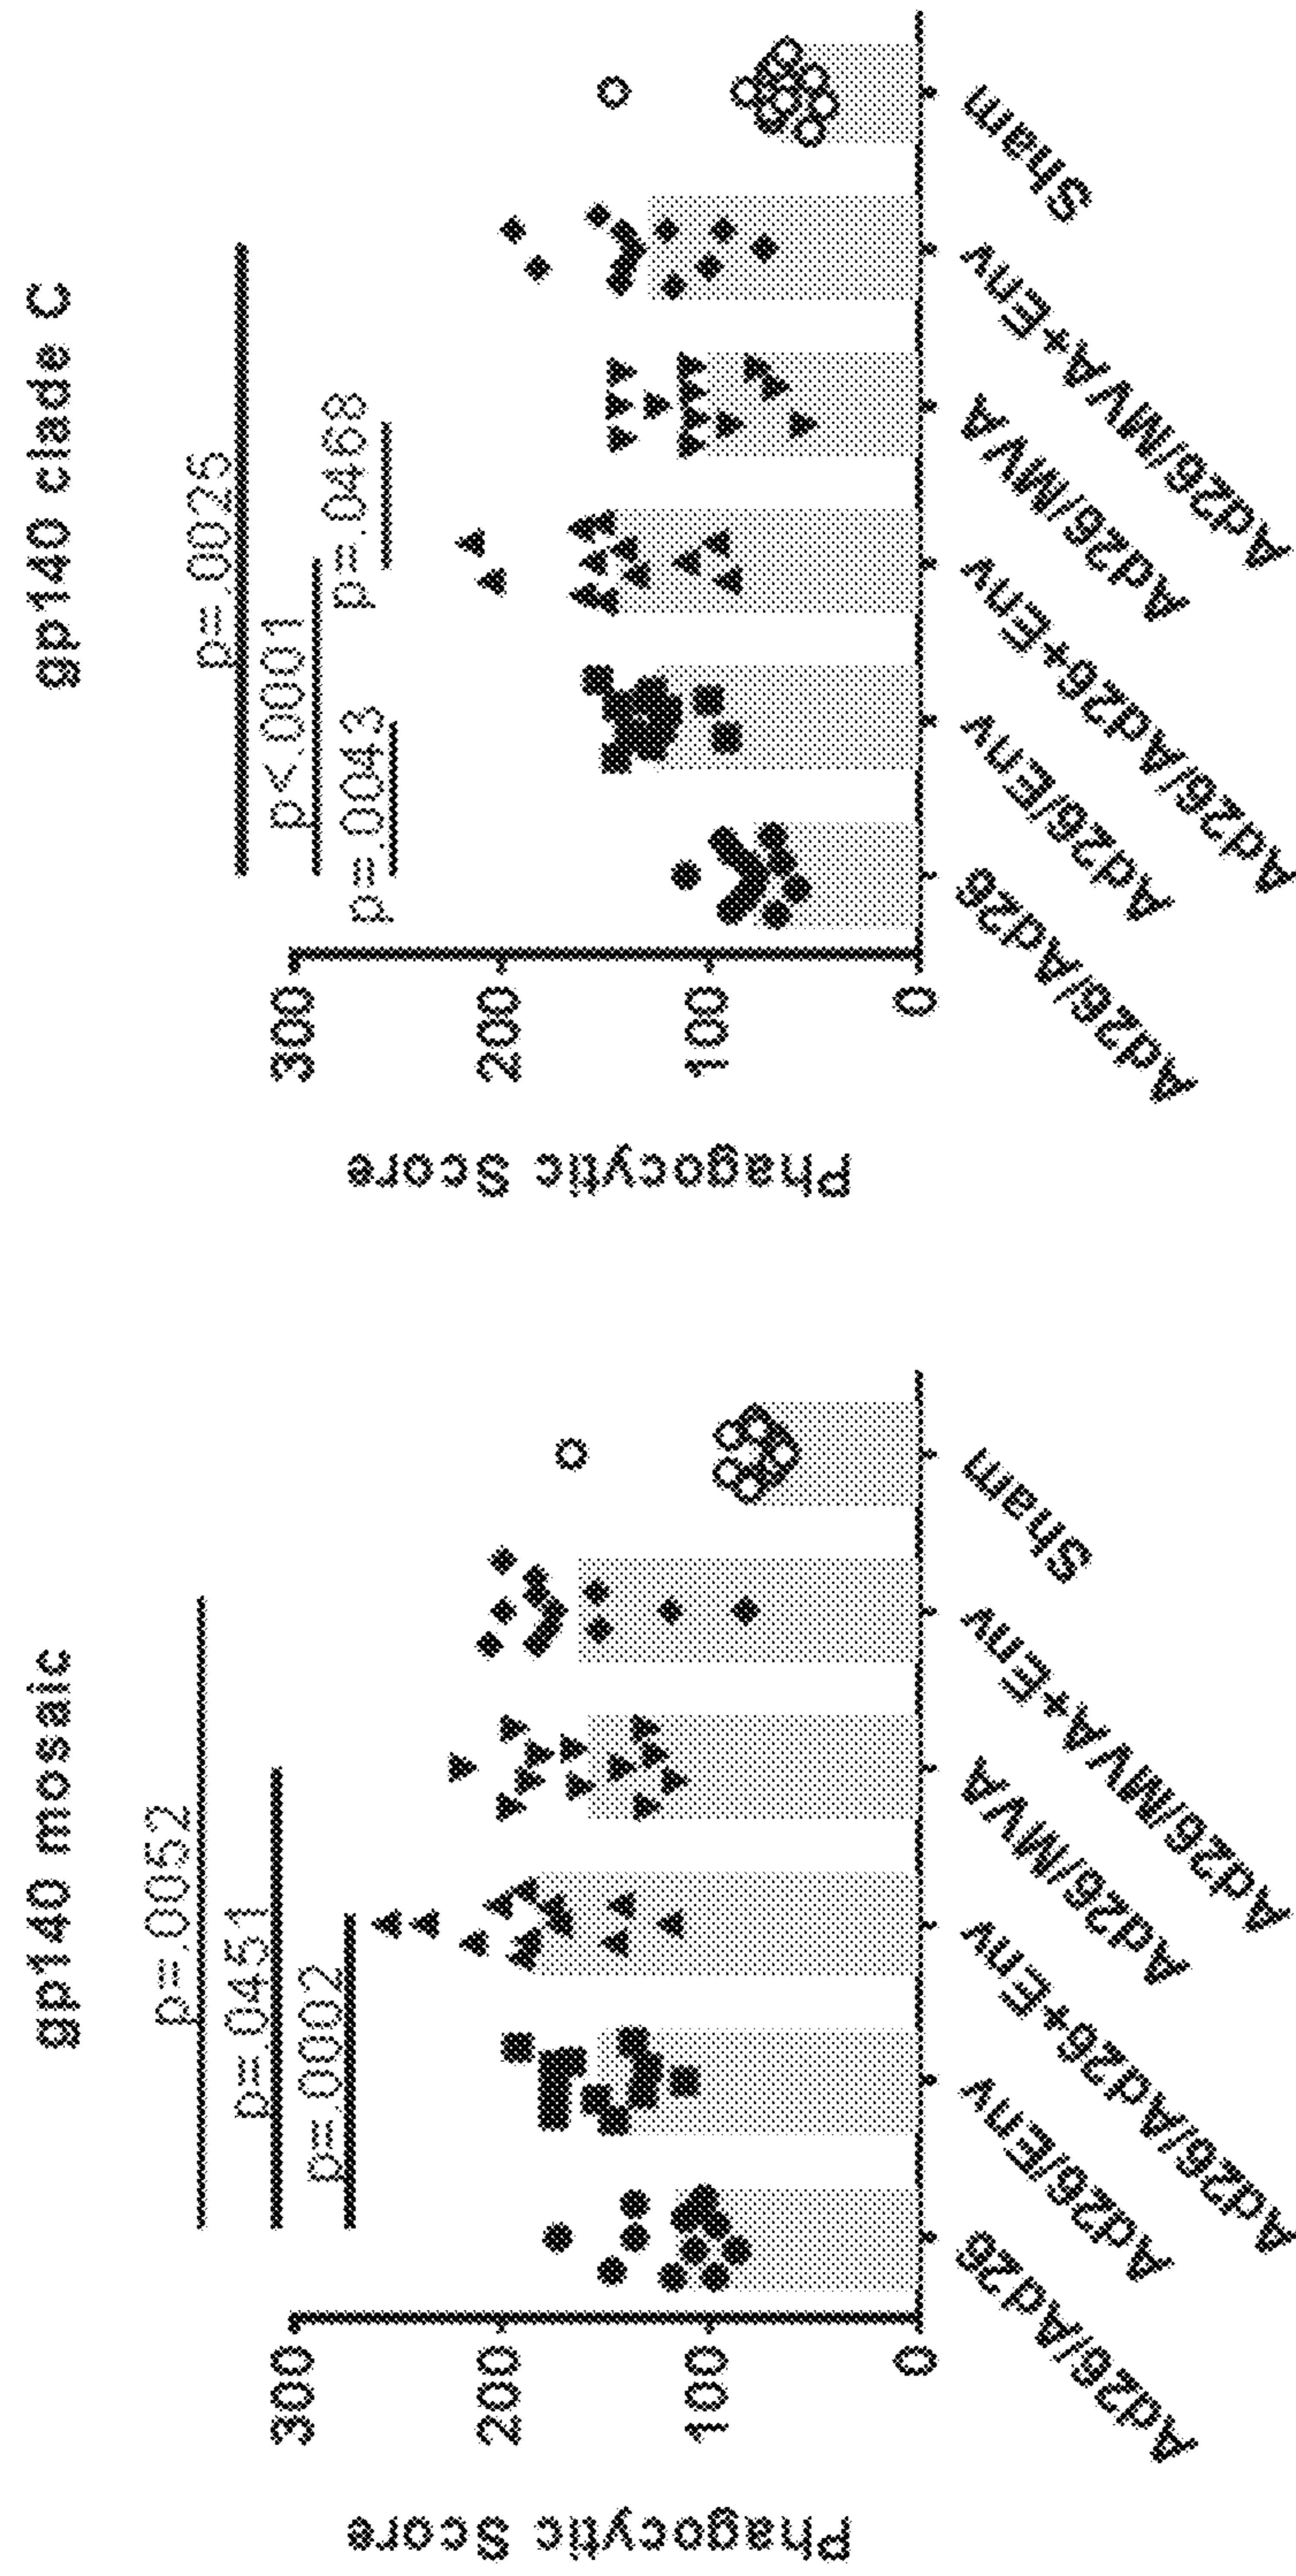 gp140 mosaic
p=.0052
p=.0451
p=.0002
Phagocytic Score
300
200
100
0
Ad26/Ad26
Ad26/Env
Ad26/Ad26+Env
Ad26/MVA
Ad26/MVA+Env
Sham
gp140 clade C
p=.0025
p<.0001
p=.0043
p=.0468
Phagocytic Score
300
200
100
0
Ad26/Ad26
Ad26/Env
Ad26/Ad26+Env
Ad26/MVA
Ad26/MVA+Env
Sham